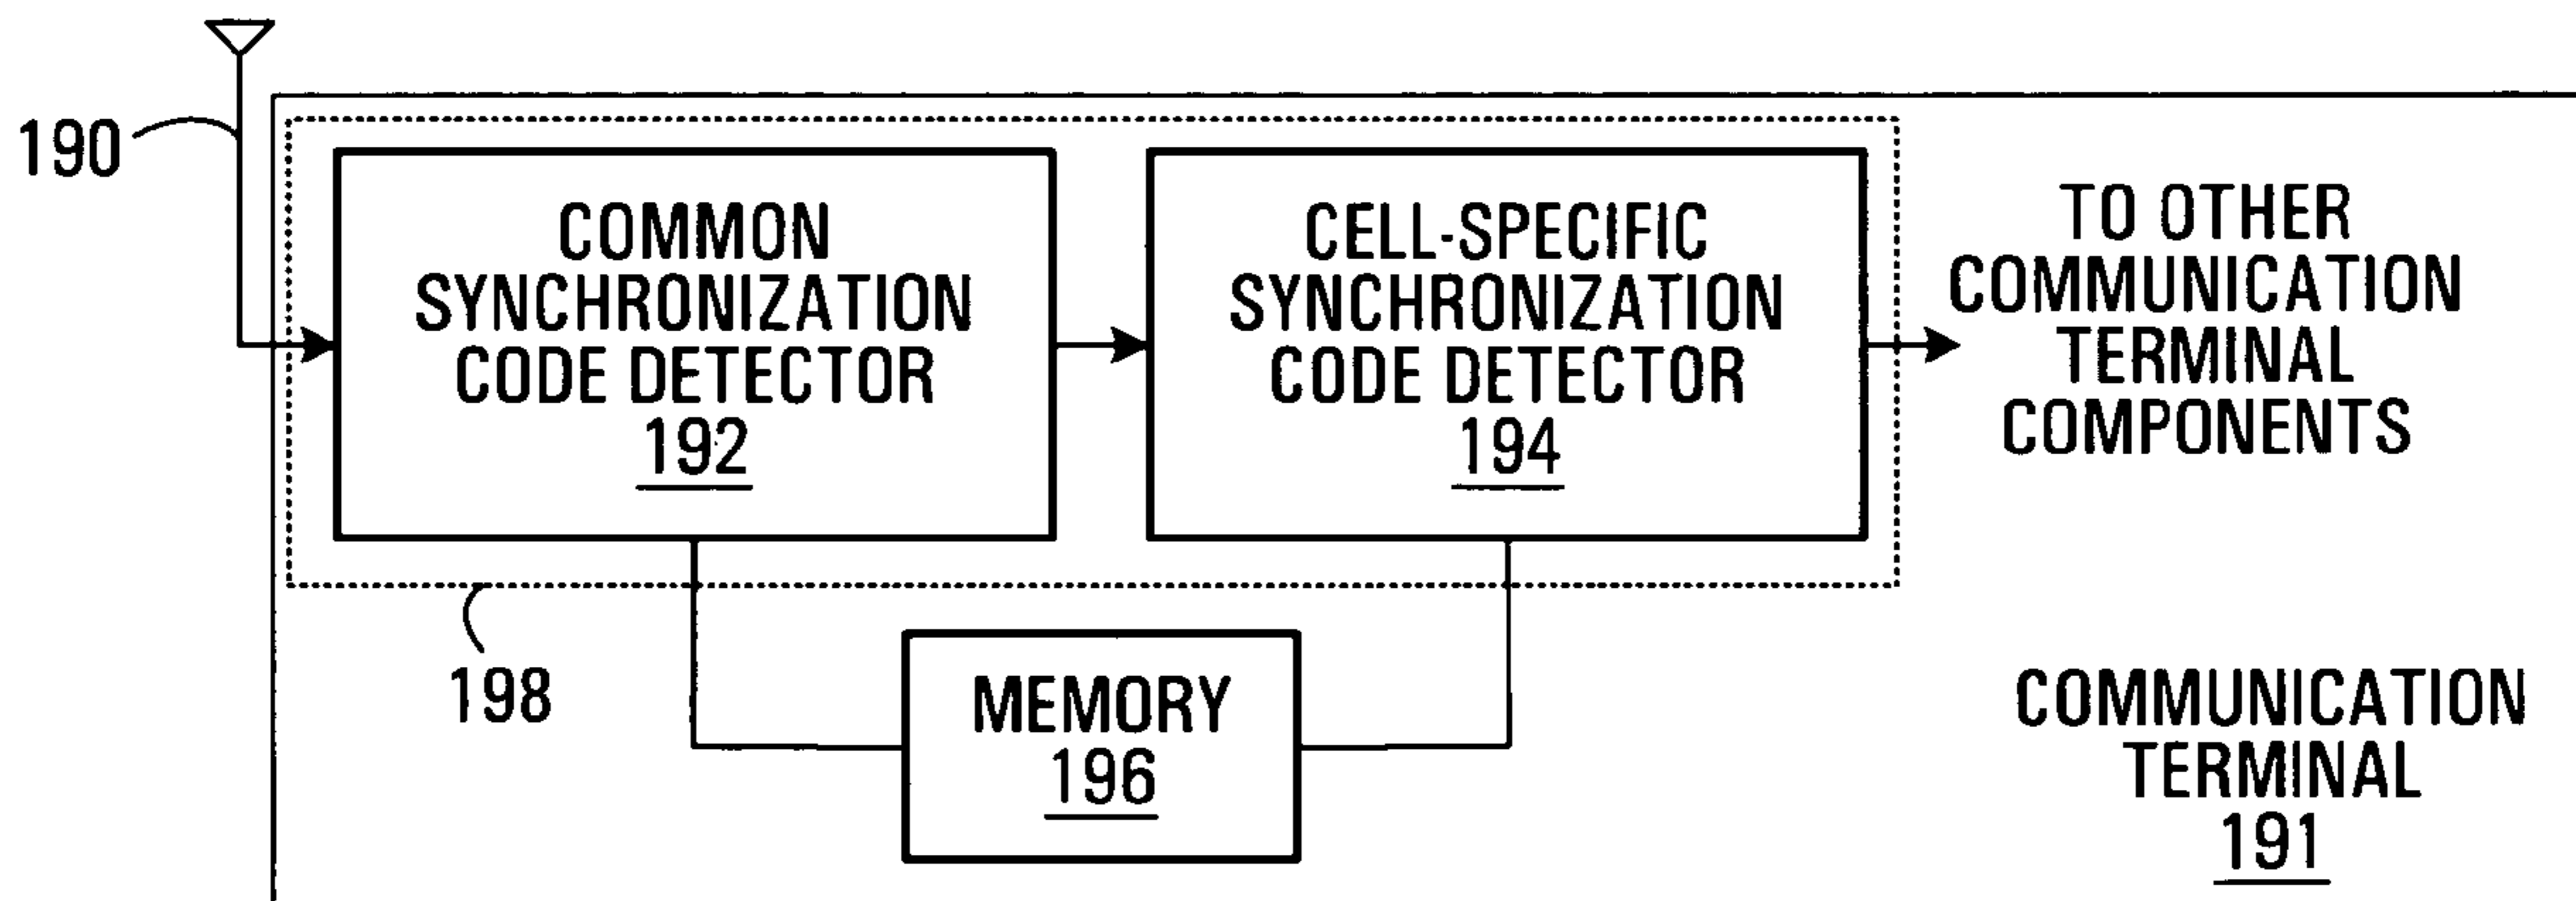 190
COMMON
SYNCHRONIZATION
CODE DETECTOR
192
CELL-SPECIFIC
SYNCHRONIZATION
CODE DETECTOR
194
TO OTHER
COMMUNICATION
TERMINAL
COMPONENTS
198
MEMORY
196
COMMUNICATION
TERMINAL
191